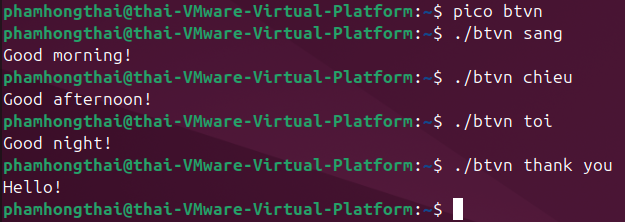 phamhongthai@thai-VMware-Virtual-Platform:~$ pico btvn
phamhongthai@thai-VMware-Virtual-Platform:~$ ./btvn sang
Good morning!
phamhongthai@thai-VMware-Virtual-Platform:~$ ./btvn chieu
Good afternoon!
phamhongthai@thai-VMware-Virtual-Platform:~$ ./btvn toi
Good night!
phamhongthai@thai-VMware-Virtual-Platform:~$ ./btvn thank you
Hello!
phamhongthai@thai-VMware-Virtual-Platform:~$